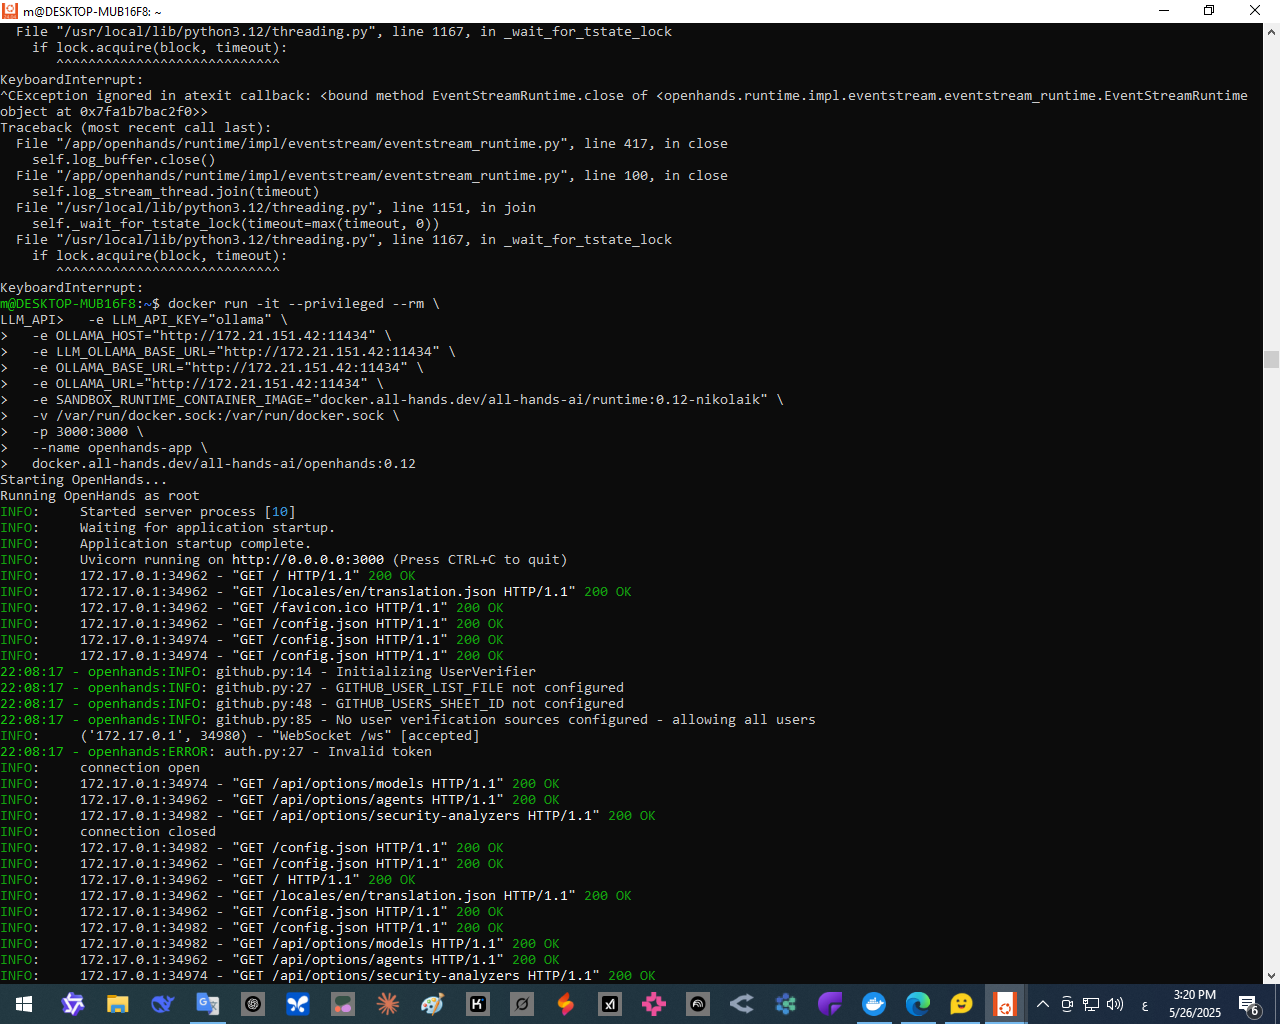 m@DESKTOP-MUB16F8: ~
  File "/usr/local/lib/python3.12/threading.py", line 1167, in _wait_for_tstate_lock
    if lock.acquire(block, timeout):
       ^^^^^^^^^^^^^^^^^^^^^^^^^^^^
KeyboardInterrupt:
^CException ignored in atexit callback: <bound method EventStreamRuntime.close of <openhands.runtime.impl.eventstream.eventstream_runtime.EventStreamRuntime
object at 0x7fa1b7bac2f0>>
Traceback (most recent call last):
  File "/app/openhands/runtime/impl/eventstream/eventstream_runtime.py", line 417, in close
    self.log_buffer.close()
  File "/app/openhands/runtime/impl/eventstream/eventstream_runtime.py", line 100, in close
    self.log_stream_thread.join(timeout)
  File "/usr/local/lib/python3.12/threading.py", line 1151, in join
    self._wait_for_tstate_lock(timeout=max(timeout, 0))
  File "/usr/local/lib/python3.12/threading.py", line 1167, in _wait_for_tstate_lock
    if lock.acquire(block, timeout):
       ^^^^^^^^^^^^^^^^^^^^^^^^^^^^
KeyboardInterrupt:
m@DESKTOP-MUB16F8:~$ docker run -it --privileged --rm \
LLM_API>   -e LLM_API_KEY="ollama" \
>   -e OLLAMA_HOST="http://172.21.151.42:11434" \
>   -e LLM_OLLAMA_BASE_URL="http://172.21.151.42:11434" \
>   -e OLLAMA_BASE_URL="http://172.21.151.42:11434" \
>   -e OLLAMA_URL="http://172.21.151.42:11434" \
>   -e SANDBOX_RUNTIME_CONTAINER_IMAGE="docker.all-hands.dev/all-hands-ai/runtime:0.12-nikolaik" \
>   -v /var/run/docker.sock:/var/run/docker.sock \
>   -p 3000:3000 \
>   --name openhands-app \
>   docker.all-hands.dev/all-hands-ai/openhands:0.12
Starting OpenHands...
Running OpenHands as root
INFO:     Started server process [10]
INFO:     Waiting for application startup.
INFO:     Application startup complete.
INFO:     Uvicorn running on http://0.0.0.0:3000 (Press CTRL+C to quit)
INFO:     172.17.0.1:34962 - "GET / HTTP/1.1" 200 OK
INFO:     172.17.0.1:34962 - "GET /locales/en/translation.json HTTP/1.1" 200 OK
INFO:     172.17.0.1:34962 - "GET /favicon.ico HTTP/1.1" 200 OK
INFO:     172.17.0.1:34962 - "GET /config.json HTTP/1.1" 200 OK
INFO:     172.17.0.1:34974 - "GET /config.json HTTP/1.1" 200 OK
INFO:     172.17.0.1:34974 - "GET /config.json HTTP/1.1" 200 OK
22:08:17 - openhands:INFO: github.py:14 - Initializing UserVerifier
22:08:17 - openhands:INFO: github.py:27 - GITHUB_USER_LIST_FILE not configured
22:08:17 - openhands:INFO: github.py:48 - GITHUB_USERS_SHEET_ID not configured
22:08:17 - openhands:INFO: github.py:85 - No user verification sources configured - allowing all users
INFO:     ('172.17.0.1', 34980) - "WebSocket /ws" [accepted]
22:08:17 - openhands:ERROR: auth.py:27 - Invalid token
INFO:     connection open
INFO:     172.17.0.1:34974 - "GET /api/options/models HTTP/1.1" 200 OK
INFO:     172.17.0.1:34962 - "GET /api/options/agents HTTP/1.1" 200 OK
INFO:     172.17.0.1:34982 - "GET /api/options/security-analyzers HTTP/1.1" 200 OK
INFO:     connection closed
INFO:     172.17.0.1:34982 - "GET /config.json HTTP/1.1" 200 OK
INFO:     172.17.0.1:34962 - "GET /config.json HTTP/1.1" 200 OK
INFO:     172.17.0.1:34962 - "GET / HTTP/1.1" 200 OK
INFO:     172.17.0.1:34962 - "GET /locales/en/translation.json HTTP/1.1" 200 OK
INFO:     172.17.0.1:34962 - "GET /config.json HTTP/1.1" 200 OK
INFO:     172.17.0.1:34982 - "GET /config.json HTTP/1.1" 200 OK
INFO:     172.17.0.1:34982 - "GET /api/options/models HTTP/1.1" 200 OK
INFO:     172.17.0.1:34962 - "GET /api/options/agents HTTP/1.1" 200 OK
INFO:     172.17.0.1:34974 - "GET /api/options/security-analyzers HTTP/1.1" 200 OK
ع
3:20 PM
5/26/2025
6